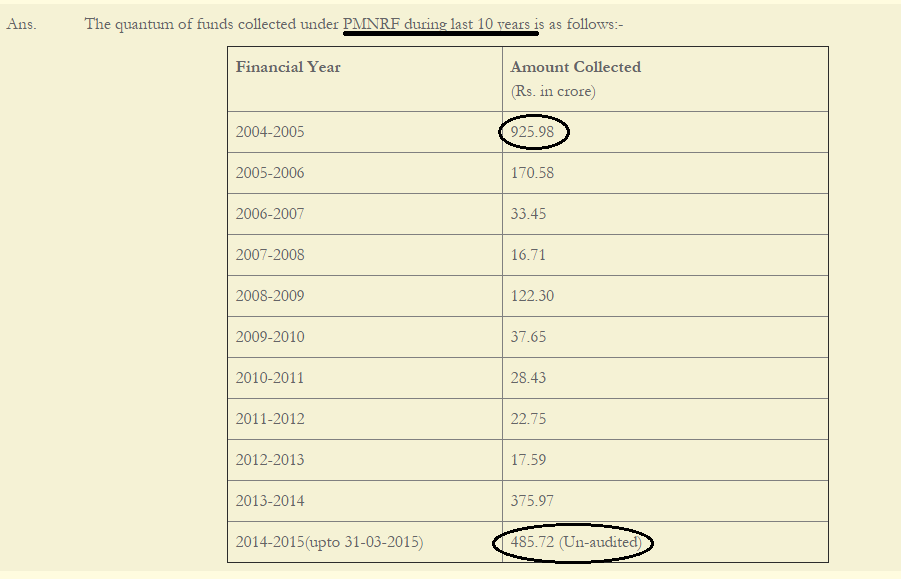 Ans. The quantum of funds collected under PMNRF during last 10 years is as follows:-
Financial Year Amount Collected
(Rs. in crore)
2004-2005 925.98
2005-2006 170.58
2006-2007 33.45
2007-2008 16.71
2008-2009 122.30
2009-2010 37.65
2010-2011 28.43
2011-2012 22.75
2012-2013 17.59
2013-2014 375.97
2014-2015(upto 31-03-2015) 485.72 (Un-audited)